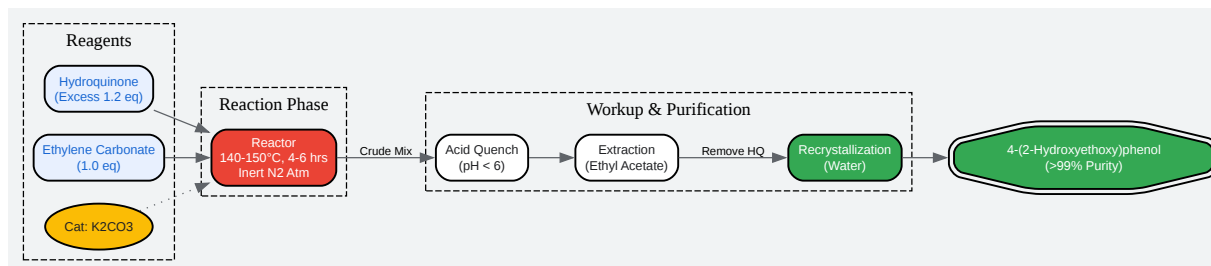 Reagents
Hydroquinone
(Excess 1.2 eq)
Ethylene Carbonate
(1.0 eq)
Cat: K2CO3
Reaction Phase
Reactor
140-150°C, 4-6 hrs
Inert N2 Atm
Crude Mix
Workup & Purification
Acid Quench
(pH < 6)
Extraction
(Ethyl Acetate)
Remove HQ
Recrystallization
(Water)
4-(2-Hydroxyethoxy)phenol
(>99% Purity)